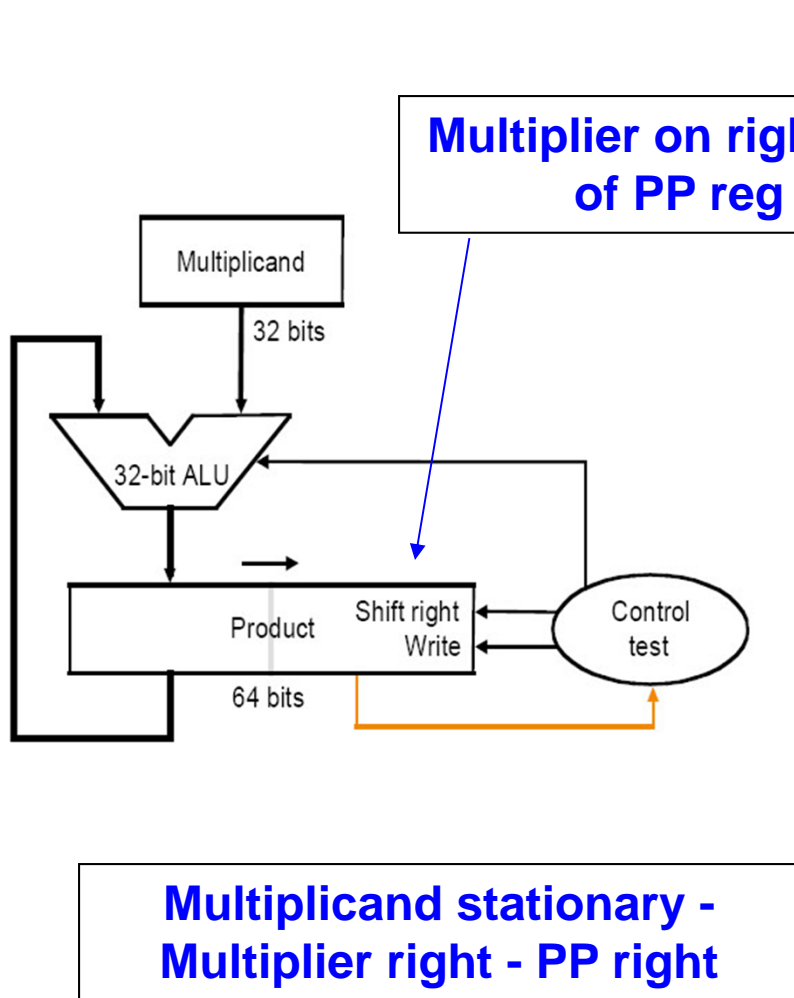 Multiplier on righ
of PP reg
Multiplicand
32 bits
32-bit ALU
Product
Shift right
Write
Control
test
64 bits
Multiplicand stationary -
Multiplier right - PP right